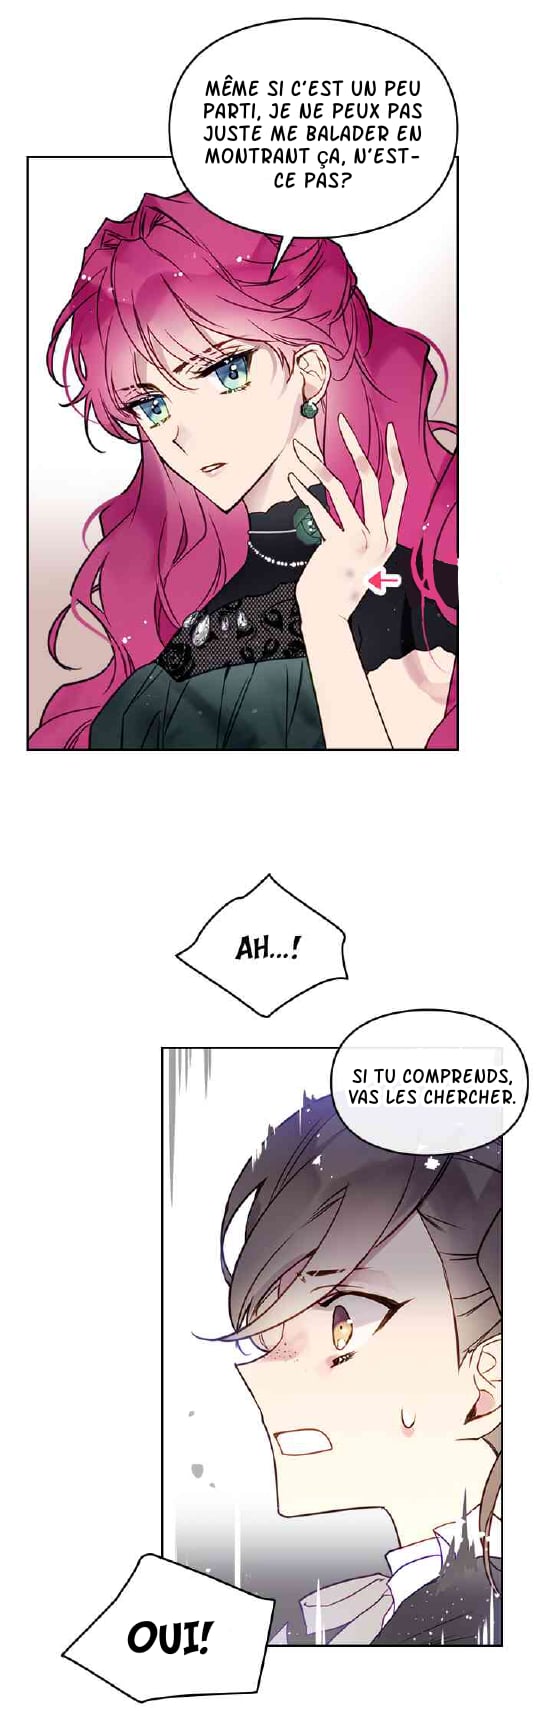 MÊME SI C'EST UN PEU
PARTI, JE NE PEUX PAS
JUSTE ME BALADER EN
MONTRANT ÇA, N'EST-
CE PAS?
AH...!
SI TU COMPRENDS,
VAS LES CHERCHER.
OUI!